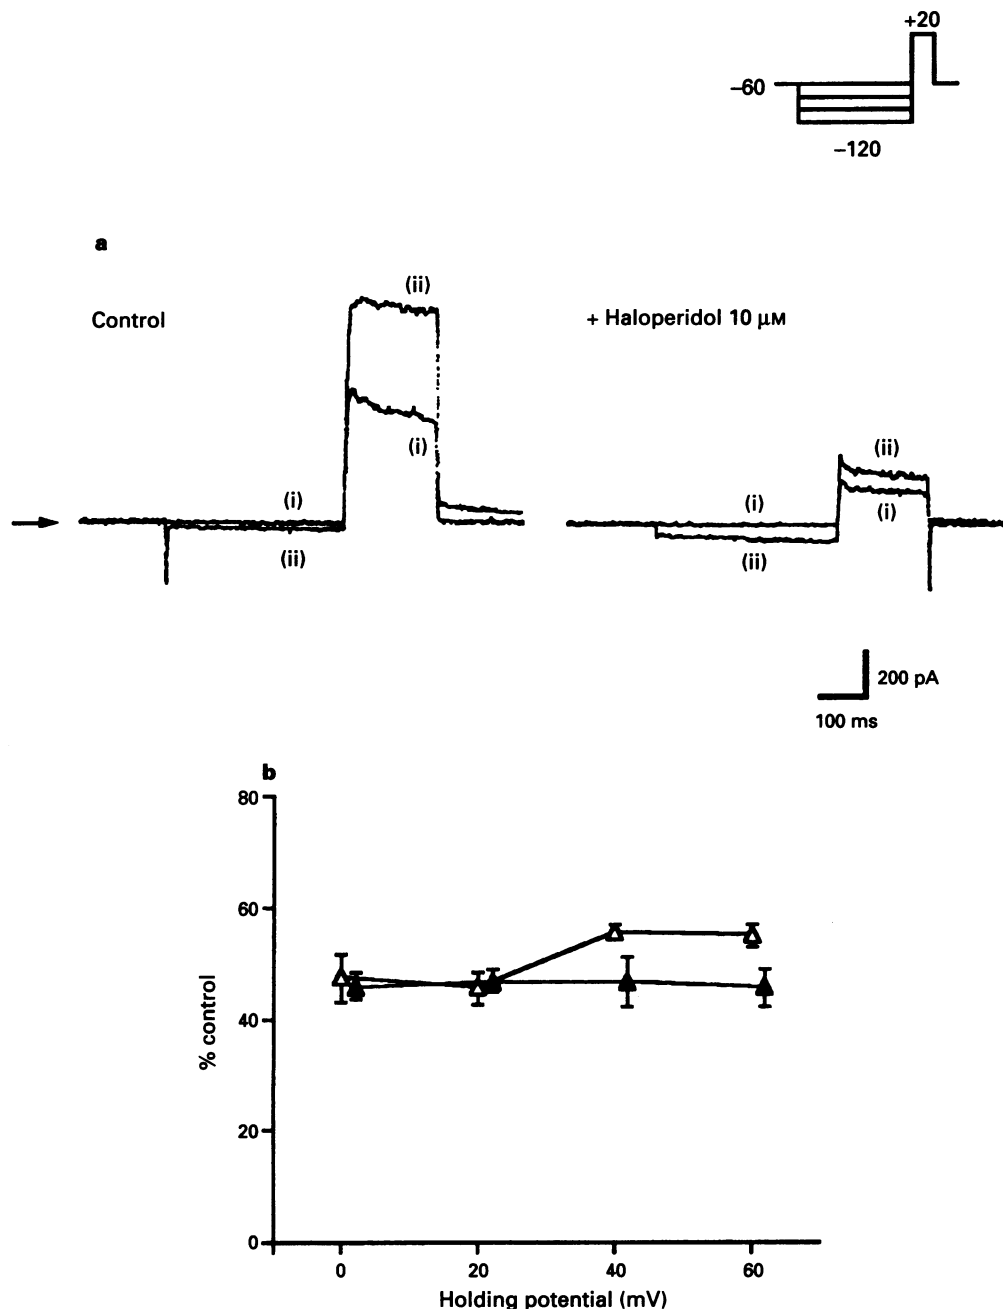 +20
−60
−120
a
Control
(ii)
(i)
(i)
(ii)
+ Haloperidol 10 μM
(ii)
(i)
(i)
(ii)
200 pA
100 ms
b
80
60
40
20
0
% control
0 20 40 60
Holding potential (mV)